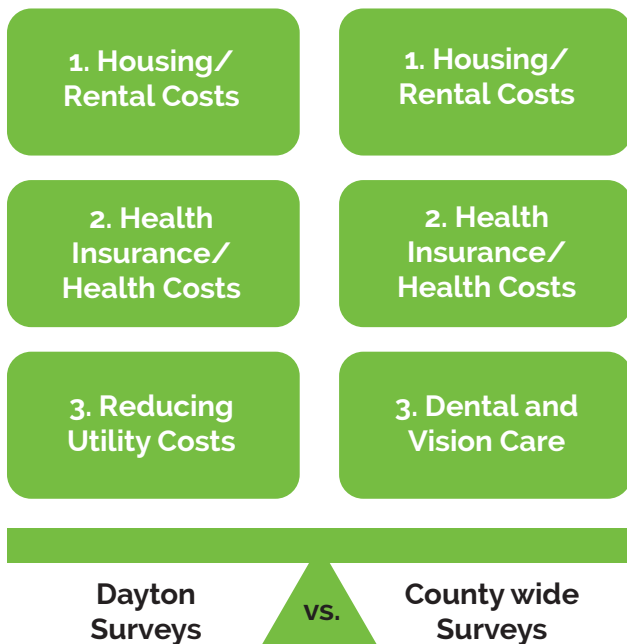 1. Housing/
Rental Costs
2. Health
Insurance/
Health Costs
3. Reducing
Utility Costs
1. Housing/
Rental Costs
2. Health
Insurance/
Health Costs
3. Dental and
Vision Care
Dayton
Surveys
vs.
County wide
Surveys